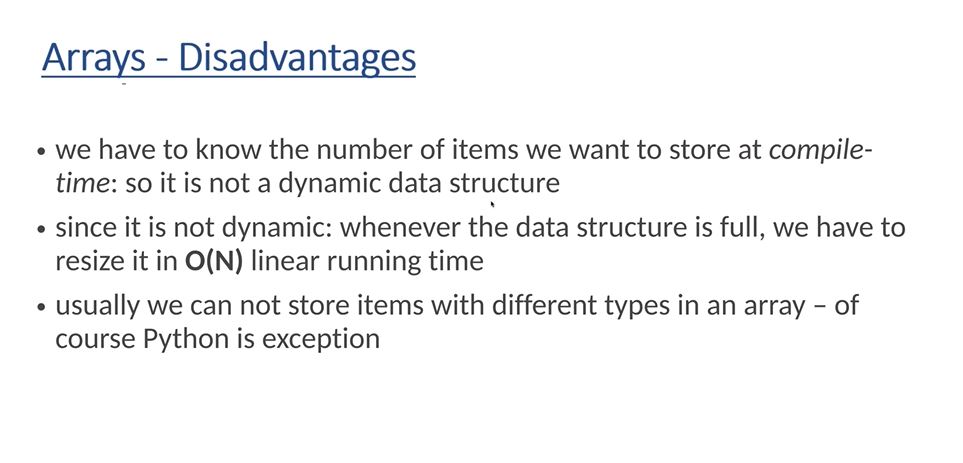 Arrays - Disadvantages
• we have to know the number of items we want to store at compile-
time: so it is not a dynamic data structure
• since it is not dynamic: whenever the data structure is full, we have to
resize it in O(N) linear running time
• usually we can not store items with different types in an array – of
course Python is exception